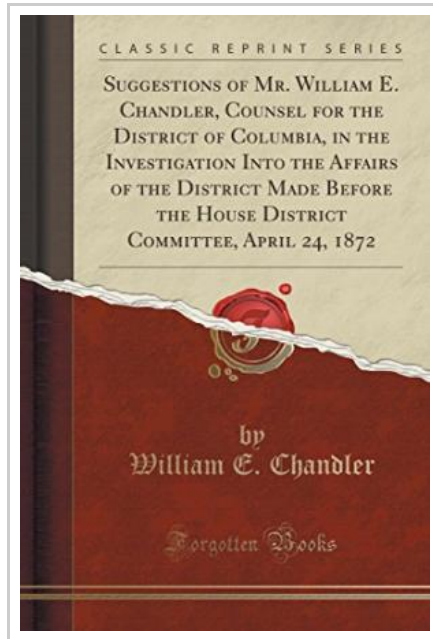 CLASSIC REPRINT SERIES
SUGGESTIONS OF MR. WILLIAM E.
CHANDLER, COUNSEL FOR THE
DISTRICT OF COLUMBIA, IN THE
INVESTIGATION INTO THE AFFAIRS
OF THE DISTRICT MADE BEFORE
THE HOUSE DISTRICT
COMMITTEE, APRIL 24, 1872
by
William E. Chandler
Forgotten Books